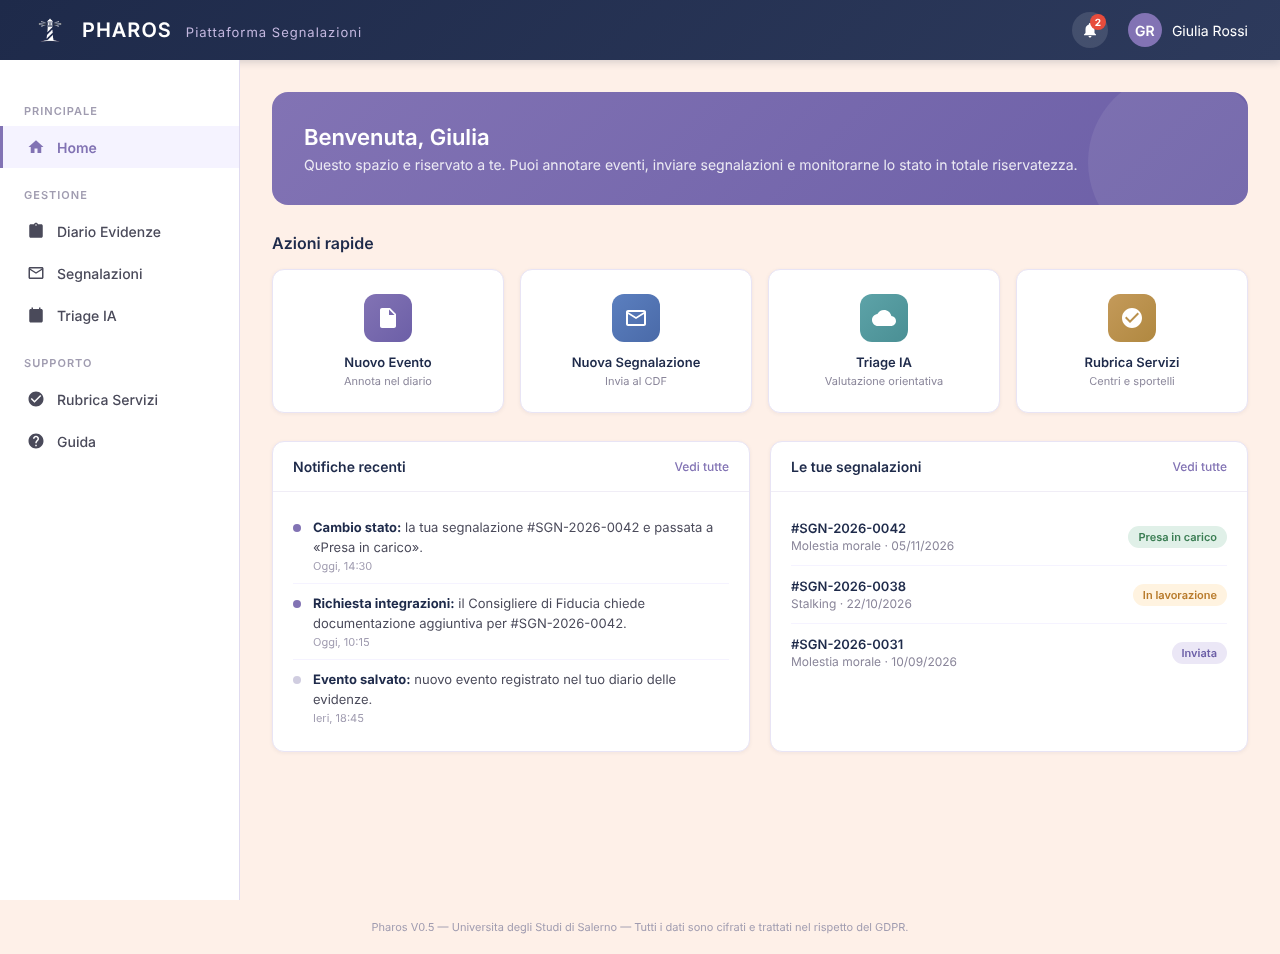 PHAROS Piattaforma Segnalazioni
2
GR Giulia Rossi
PRINCIPALE
Home
GESTIONE
Diario Evidenze
Segnalazioni
Triage IA
SUPPORTO
Rubrica Servizi
Guida
Benvenuta, Giulia
Questo spazio e riservato a te. Puoi annotare eventi, inviare segnalazioni e monitorarne lo stato in totale riservatezza.
Azioni rapide
Nuovo Evento
Annota nel diario
Nuova Segnalazione
Invia al CDF
Triage IA
Valutazione orientativa
Rubrica Servizi
Centri e sportelli
Notifiche recenti Vedi tutte
Cambio stato: la tua segnalazione #SGN-2026-0042 e passata a
«Presa in carico».
Oggi, 14:30
Richiesta integrazioni: il Consigliere di Fiducia chiede
documentazione aggiuntiva per #SGN-2026-0042.
Oggi, 10:15
Evento salvato: nuovo evento registrato nel tuo diario delle
evidenze.
Ieri, 18:45
Le tue segnalazioni Vedi tutte
#SGN-2026-0042
Molestia morale · 05/11/2026
Presa in carico
#SGN-2026-0038
Stalking · 22/10/2026
In lavorazione
#SGN-2026-0031
Molestia morale · 10/09/2026
Inviata
Pharos V0.5 — Universita degli Studi di Salerno — Tutti i dati sono cifrati e trattati nel rispetto del GDPR.